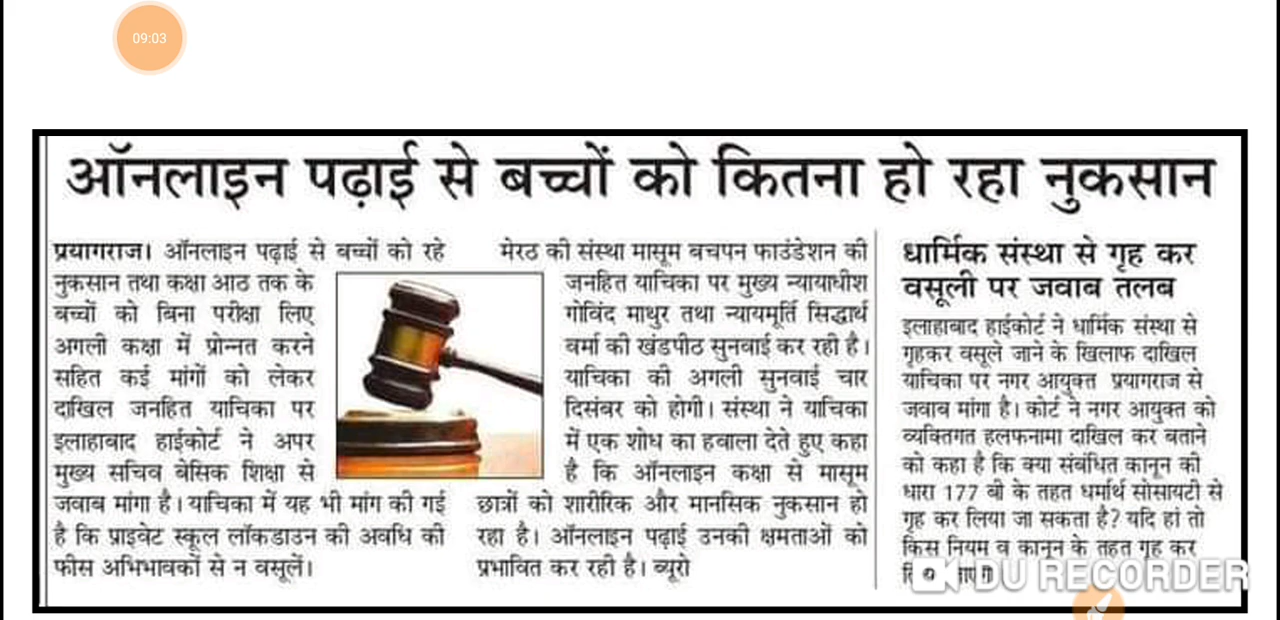 09:03
ऑनलाइन पढ़ाई से बच्चों को कितना हो रहा नुकसान
प्रयागराज। ऑनलाइन पढ़ाई से बच्चों को रहे
नुकसान तथा कक्षा आठ तक के
बच्चों को बिना परीक्षा लिए
अगली कक्षा में प्रोन्नत करने
सहित कई मांगों को लेकर
दाखिल जनहित याचिका पर
इलाहाबाद हाईकोर्ट ने अपर
मुख्य सचिव बेसिक शिक्षा से
जवाब मांगा है। याचिका में यह भी मांग की गई
है कि प्राइवेट स्कूल लॉकडाउन की अवधि की
फीस अभिभावकों से न वसूलें।
मेरठ की संस्था मासूम बचपन फाउंडेशन की
जनहित याचिका पर मुख्य न्यायाधीश
गोविंद माथुर तथा न्यायमूर्ति सिद्धार्थ
वर्मा की खंडपीठ सुनवाई कर रही है।
याचिका की अगली सुनवाई चार
दिसंबर को होगी। संस्था ने याचिका
में एक शोध का हवाला देते हुए कहा
है कि ऑनलाइन कक्षा से मासूम
छात्रों को शारीरिक और मानसिक नुकसान हो
रहा है। ऑनलाइन पढ़ाई उनकी क्षमताओं को
प्रभावित कर रही है। ब्यूरो
धार्मिक संस्था से गृह कर
वसूली पर जवाब तलब
इलाहाबाद हाईकोर्ट ने धार्मिक संस्था से
गृहकर वसूले जाने के खिलाफ दाखिल
याचिका पर नगर आयुक्त प्रयागराज से
जवाब मांगा है। कोर्ट ने नगर आयुक्त को
व्यक्तिगत हलफनामा दाखिल कर बताने
को कहा है कि क्या संबंधित कानून की
धारा 177 बी के तहत धर्मार्थ सोसायटी से
गृह कर लिया जा सकता है? यदि हां तो
किस नियम व कानून के तहत गृह कर
DU RECORDER